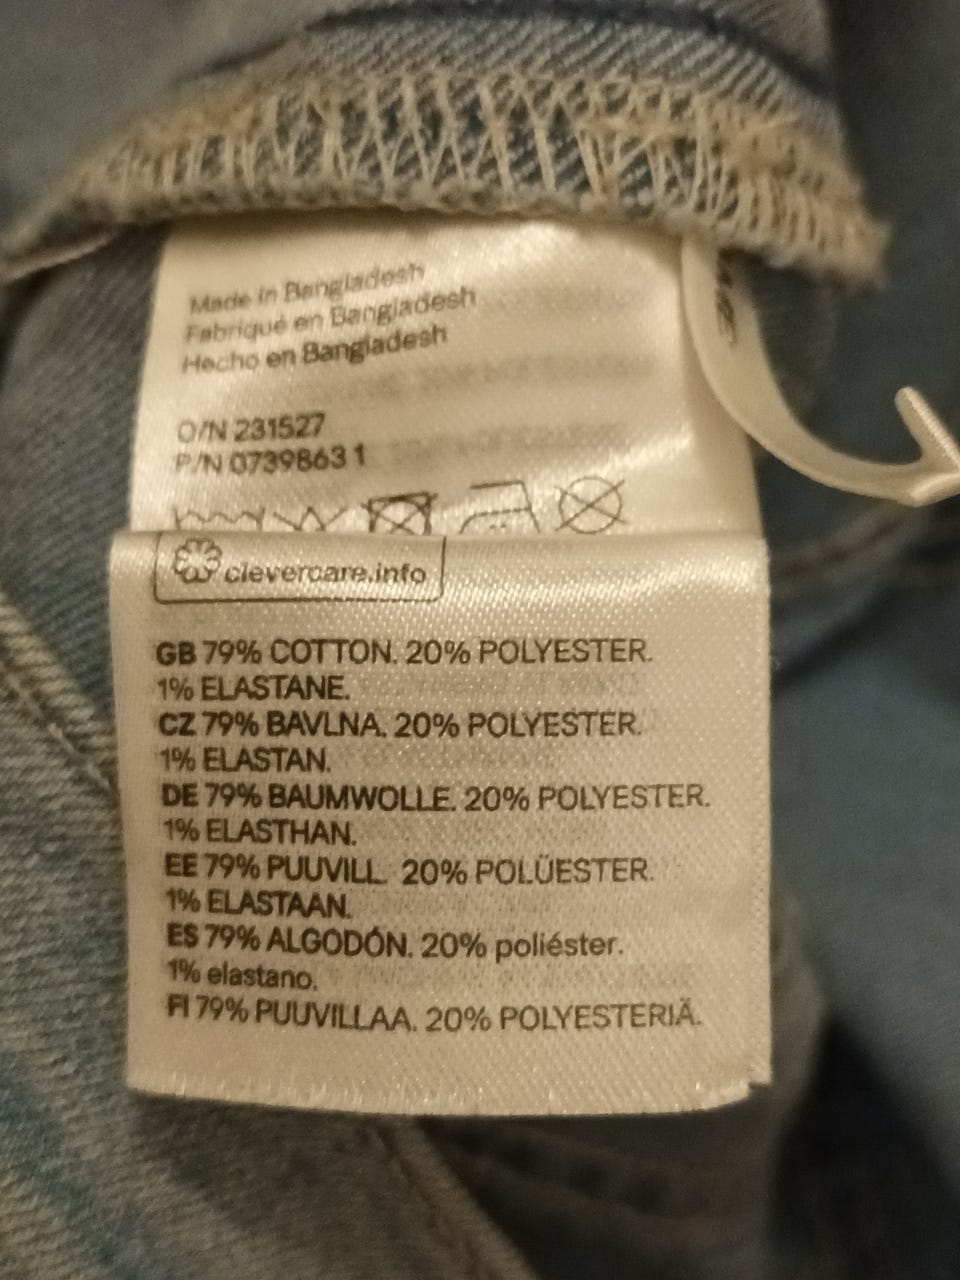 Made in Bangladesh
Fabriqué en Bangladesh
Hecho en Bangladesh
O/N 231527
P/N 0739863 1
clevercare.info
GB 79% COTTON. 20% POLYESTER.
1% ELASTANE.
CZ 79% BAVLNA. 20% POLYESTER.
1% ELASTAN.
DE 79% BAUMWOLLE. 20% POLYESTER.
1% ELASTHAN.
EE 79% PUUVILL. 20% POLÜESTER.
1% ELASTAAN.
ES 79% ALGODÓN. 20% poliéster.
1% elastano.
FI 79% PUUVILLAA. 20% POLYESTERIÄ.